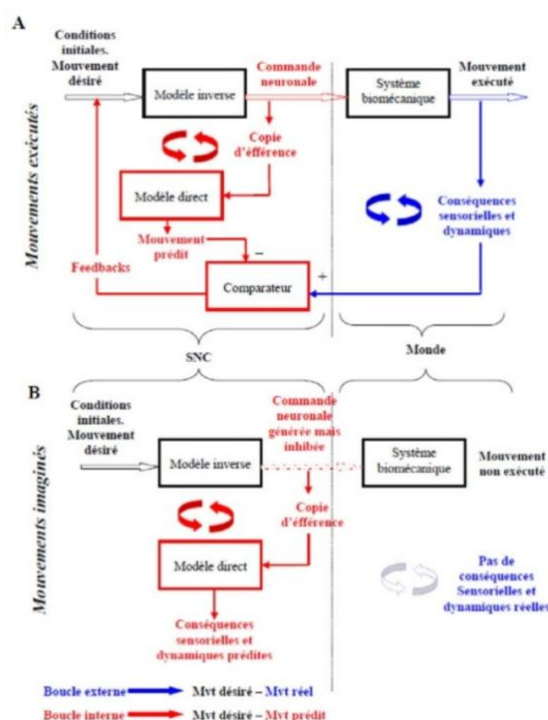 A
Conditions
initiales.
Mouvement
désiré
Modèle inverse
Commande
neuronale
Système
biomécanique
Mouvement
exécuté
Mouvements exécutés
Copie
d'éfférence
Modèle direct
Mouvement
prédit
–
+
Feedbacks
Comparateur
Conséquences
sensorielles et
dynamiques
SNC
Monde
B
Conditions
initiales.
Mouvement
désiré
Modèle inverse
Commande
neuronale
générée mais
inhibée
Système
biomécanique
Mouvement
non exécuté
Mouvements imaginés
Copie
d'éfférence
Modèle direct
Conséquences
sensorielles et
dynamiques prédites
Pas de
conséquences
Sensorielles et
dynamiques réelles
Boucle externe Mvt désiré – Mvt réel
Boucle interne Mvt désiré – Mvt prédit